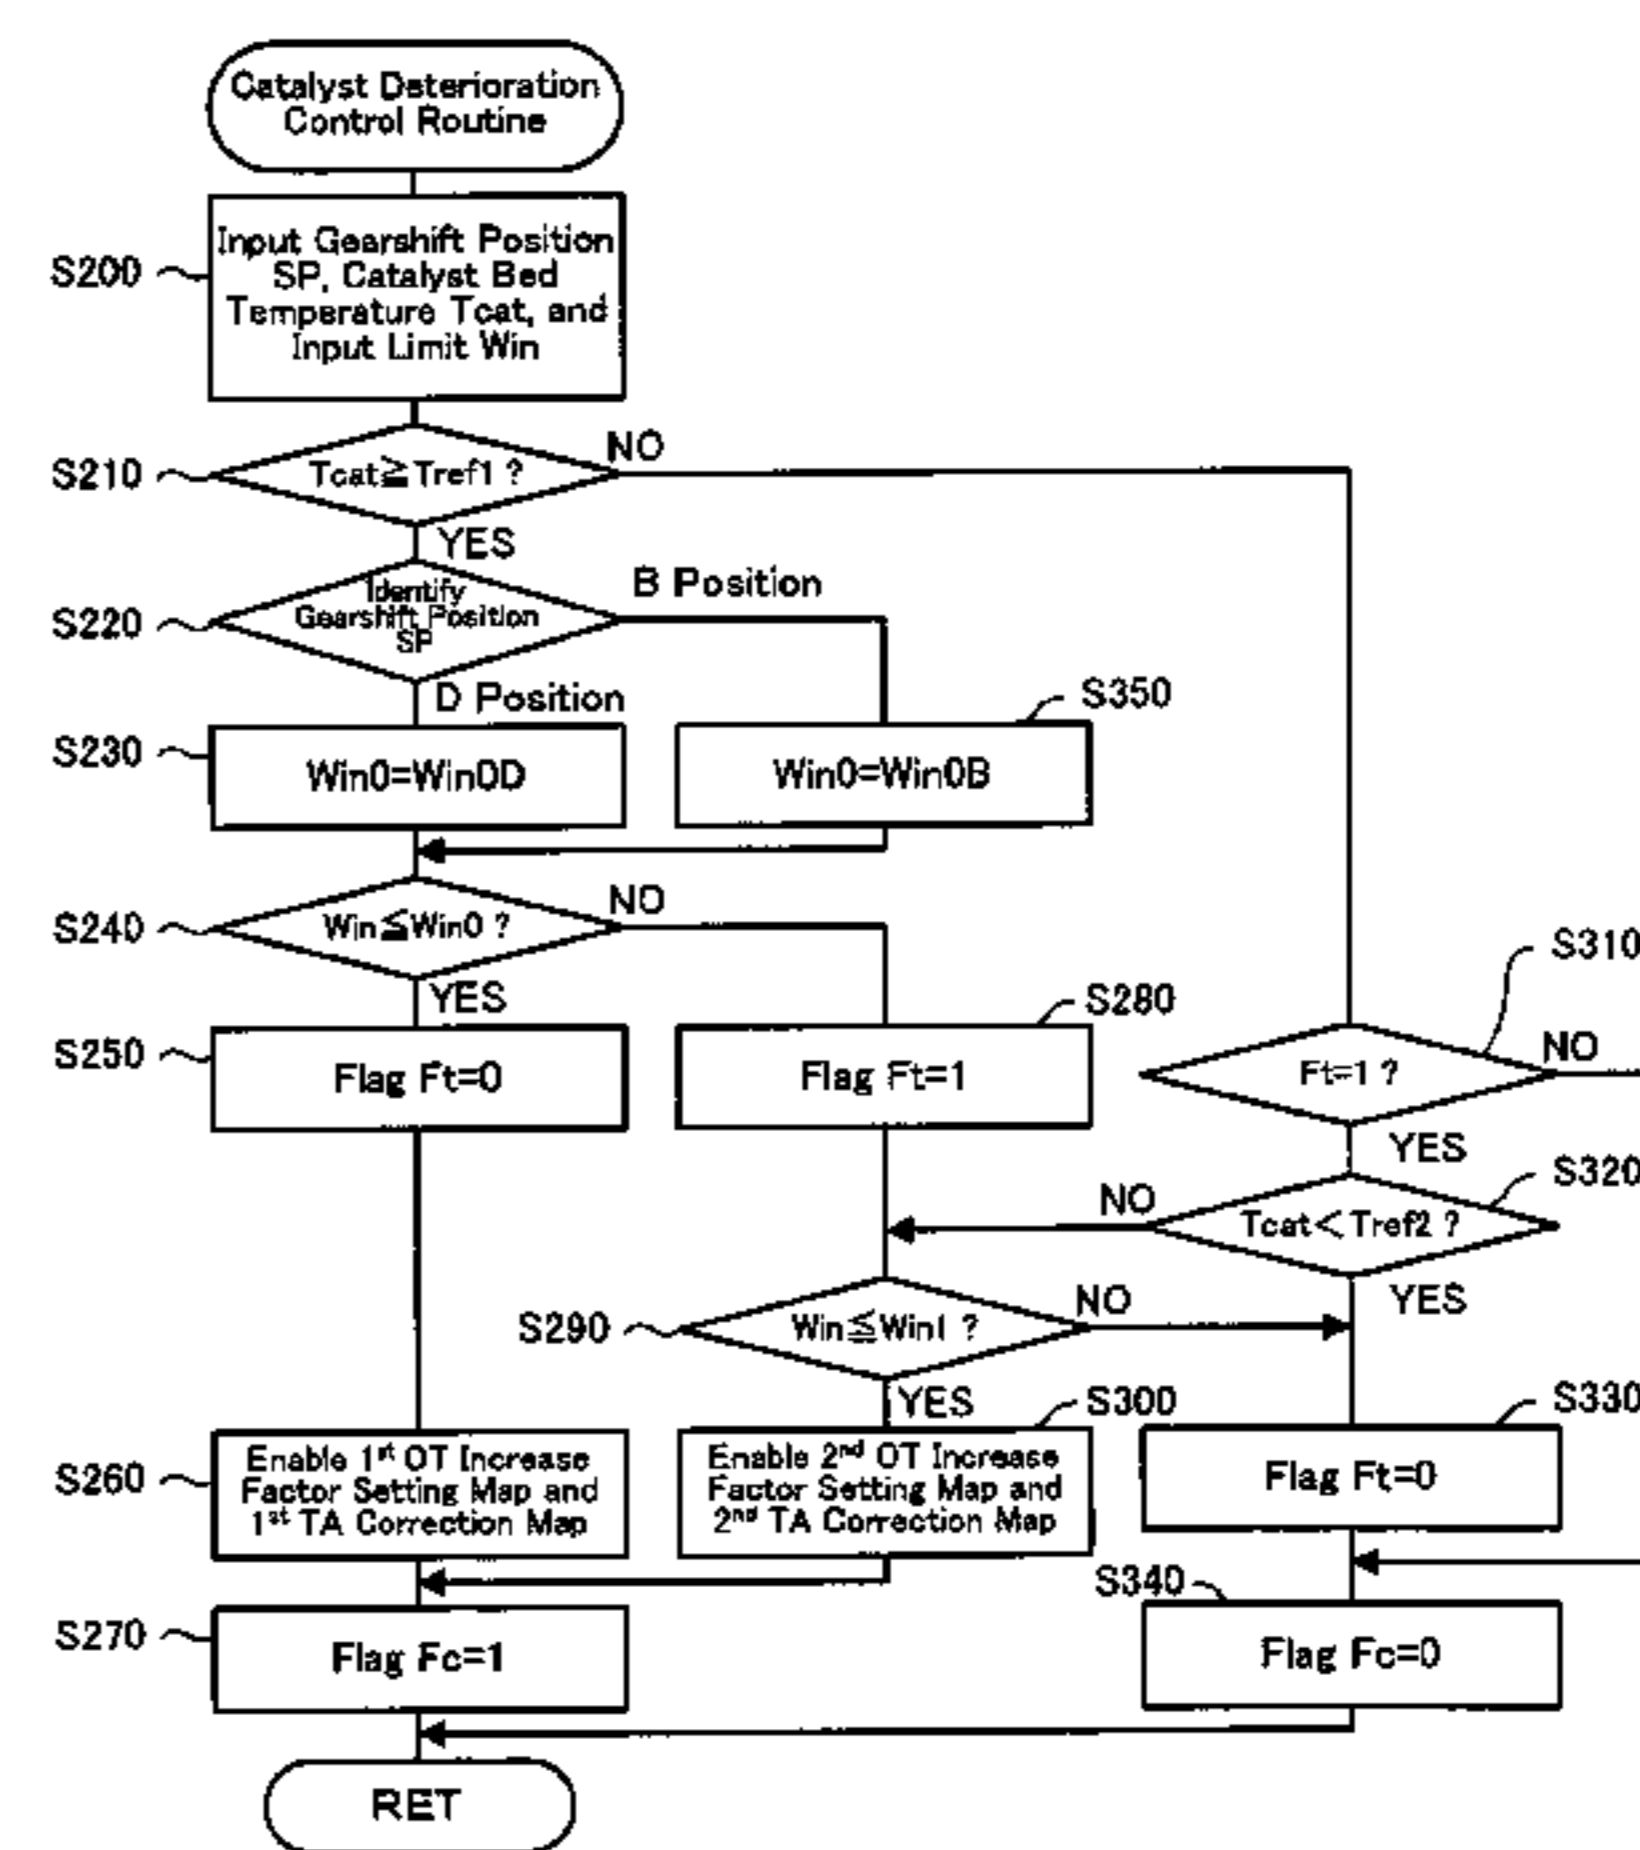 Catalyst Deterioration
Control Routine
S200
Input Gearshift Position
SP, Catalyst Bed
Temperature Tcat, and
Input Limit Win
S210
Tcat≧Tref1 ?
NO
YES
S220
Identify
Gearshift Position
SP
B Position
D Position
S230
Win0=Win0D
S350
Win0=Win0B
S240
Win≦Win0 ?
NO
YES
S250
Flag Ft=0
S280
Flag Ft=1
S310
Ft=1 ?
NO
YES
S320
Tcat<Tref2 ?
NO
YES
S290
Win≦Win1 ?
NO
YES
S260
Enable 1st OT Increase
Factor Setting Map and
1st TA Correction Map
S300
Enable 2nd OT Increase
Factor Setting Map and
2nd TA Correction Map
S330
Flag Ft=0
S340
Flag Fc=0
S270
Flag Fc=1
RET